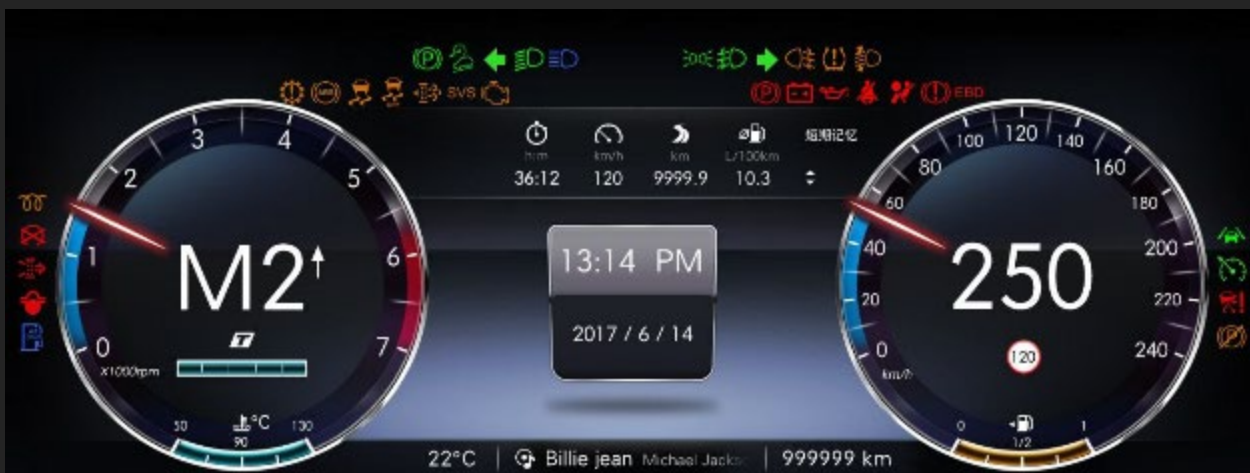 SVS
EBD
h:m km/h km L/100km 短期记忆
36:12 120 9999.9 10.3
3 4
2 5
1 6
0 7
x1000rpm
M2
T
50 °C 130
90
13:14 PM
2017 / 6 / 14
100 120 140
80 160
60 180
40 200
20 220
0 240
km/h
250
120
0 1
1/2
22°C Billie jean Michael Jacks 999999 km